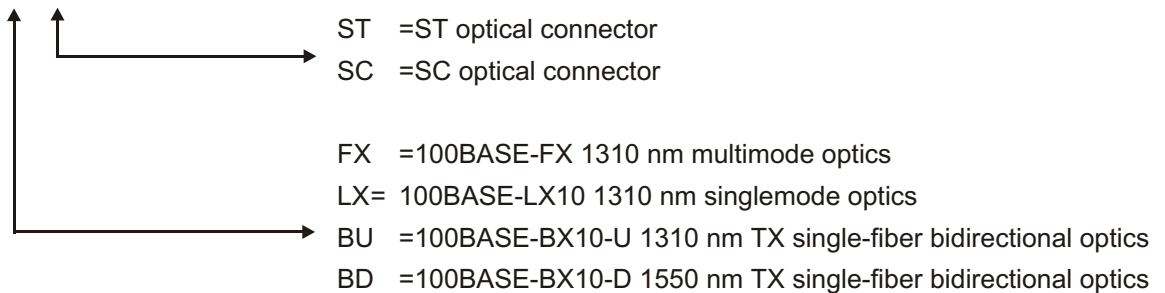 ST =ST optical connector
SC =SC optical connector
FX =100BASE-FX 1310 nm multimode optics
LX= 100BASE-LX10 1310 nm singlemode optics
BU =100BASE-BX10-U 1310 nm TX single-fiber bidirectional optics
BD =100BASE-BX10-D 1550 nm TX single-fiber bidirectional optics